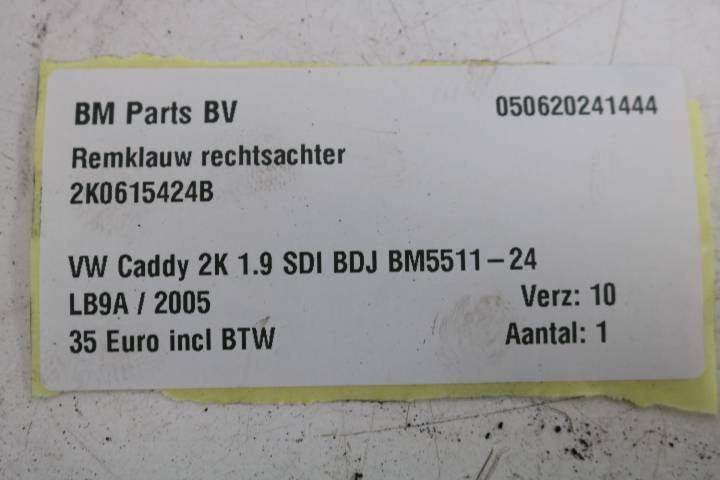 BM Parts BV 050620241444
Remklauw rechtsachter
2K0615424B
VW Caddy 2K 1.9 SDI BDJ BM5511-24
LB9A / 2005 Verz: 10
35 Euro incl BTW Aantal: 1